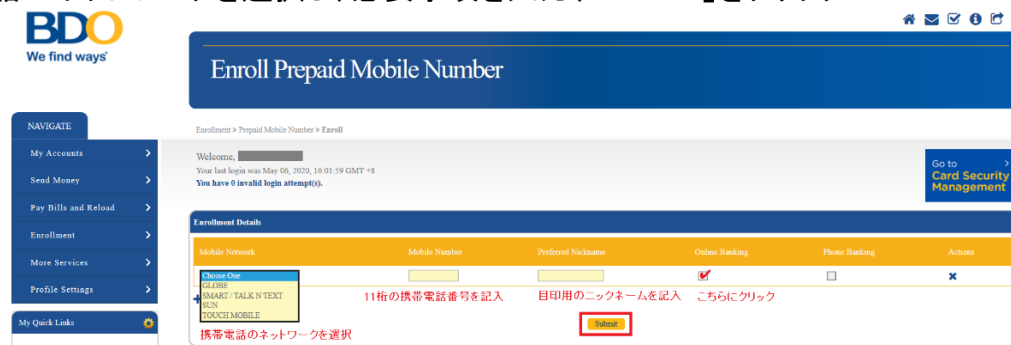 BDO
We find ways
Enroll Prepaid Mobile Number
NAVIGATE
My Accounts
Send Money
Pay Bills and Reload
Enrollment
More Services
Profile Settings
My Quick Links
Enrollment » Prepaid Mobile Number » Enroll
Welcome,
Your last login was May 06, 2020, 16:01:59 GMT +8
You have 0 invalid login attempt(s).
Go to >
Card Security
Management
Enrollment Details
Mobile Network Mobile Number Preferred Nickname Online Banking Phone Banking Actions
Choose One
GLOBE
SMART / TALK N TEXT
SUN
TOUCH MOBILE
11桁の携帯電話番号を記入 目印用のニックネームを記入 こちらにクリック
Submit
携帯電話のネットワークを選択